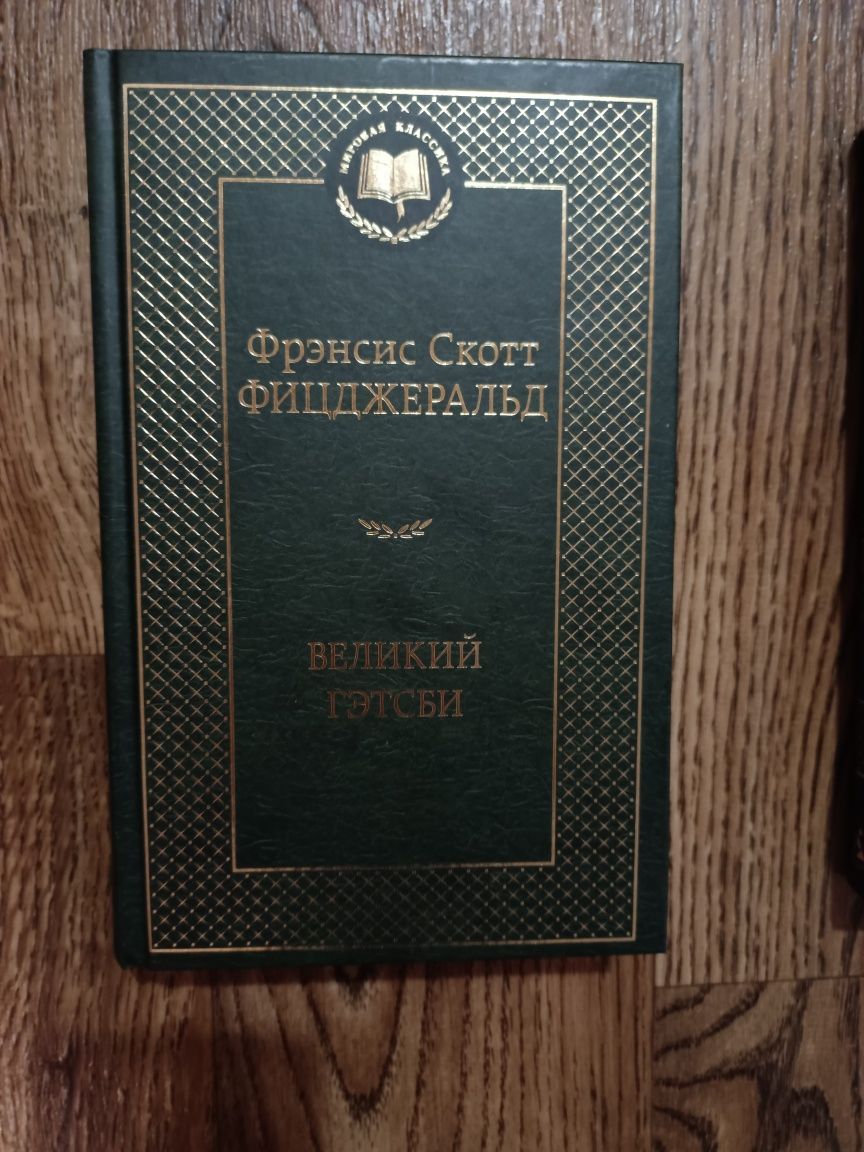 МИРОВАЯ КЛАССИКА
Фрэнсис Скотт
ФИЦДЖЕРАЛЬД
ВЕЛИКИЙ
ГЭТСБИ